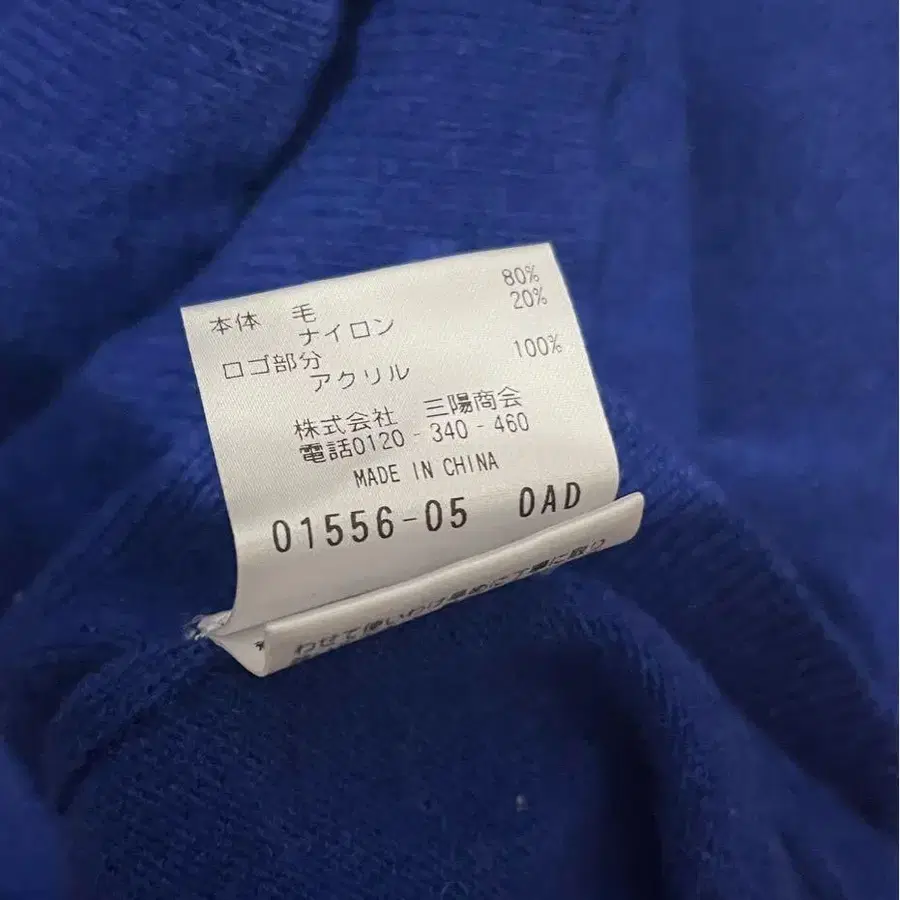 本体 毛 80%
ナイロン 20%
ロゴ部分
アクリル 100%
株式会社 三陽商会
電話0120-340-460
MADE IN CHINA
01556-05 0AD